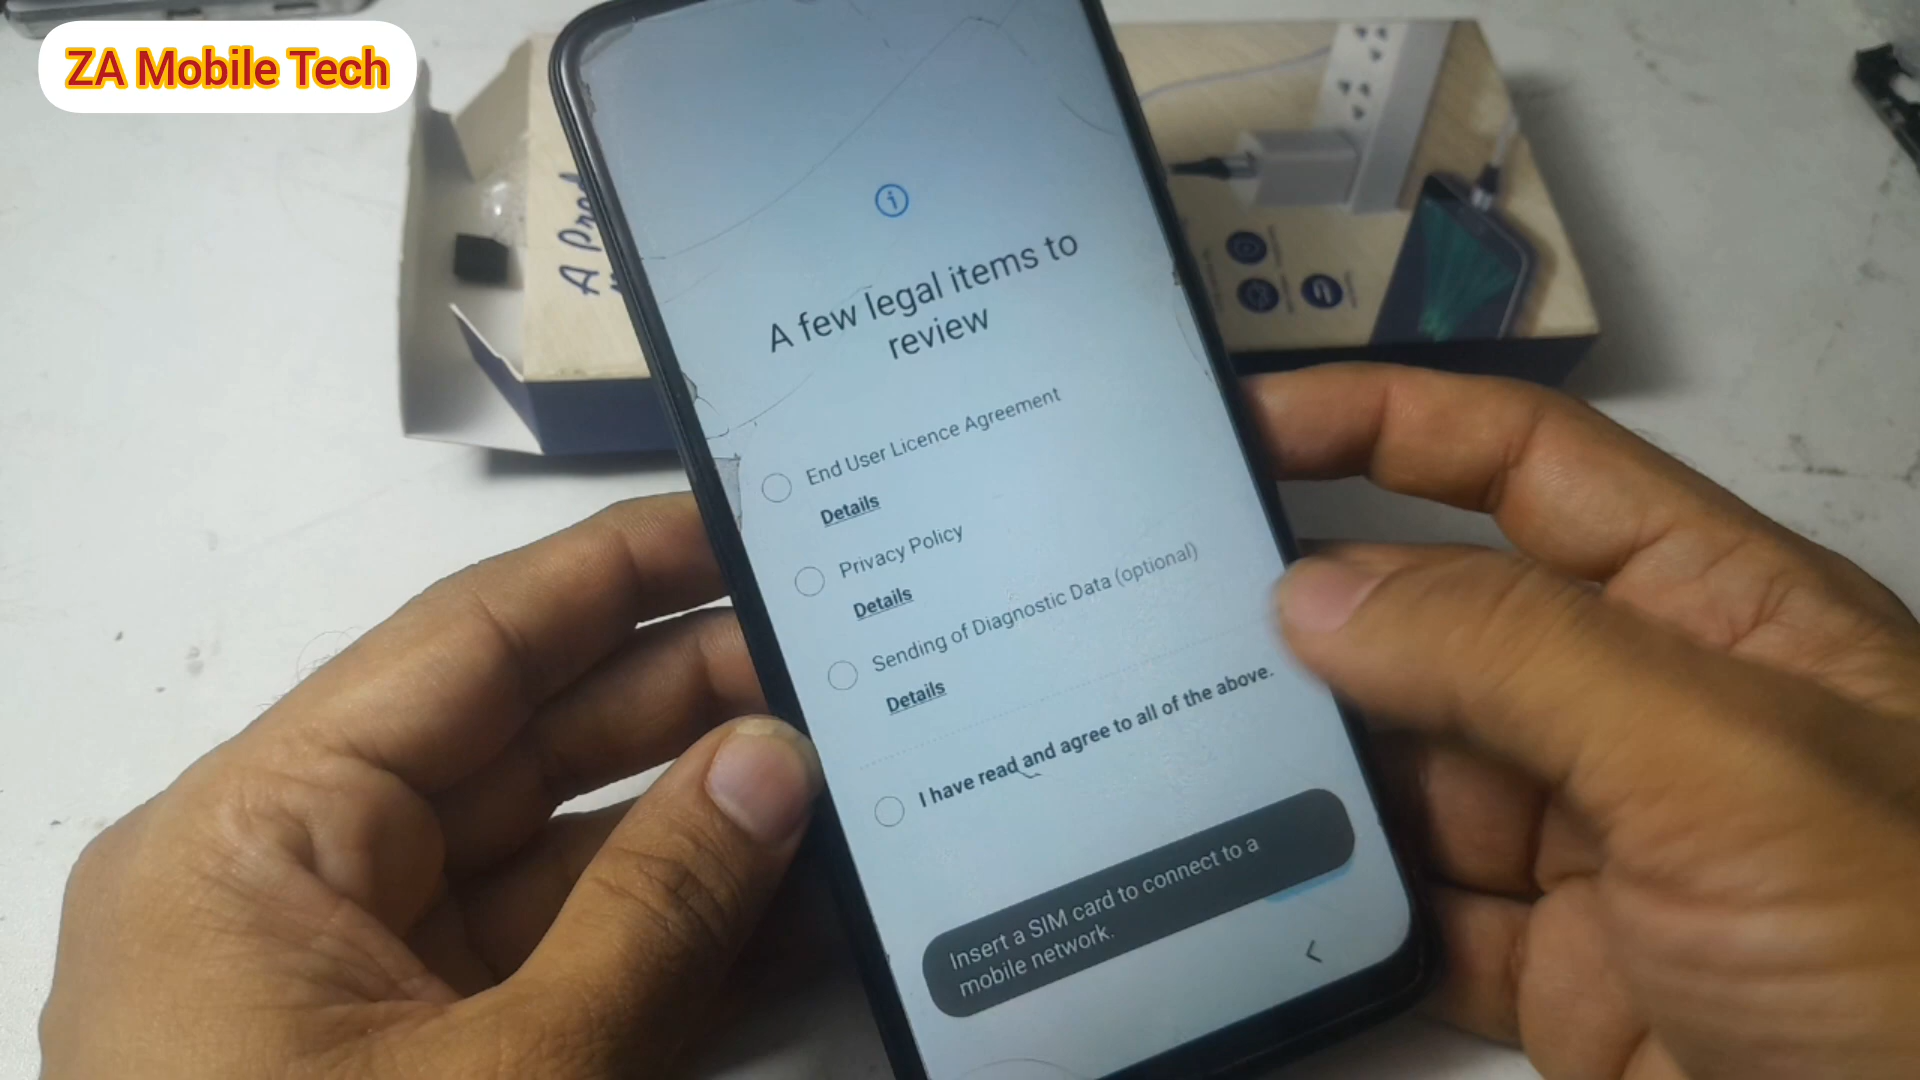 ZA Mobile Tech
A few legal items to
review
End User Licence Agreement
Details
Privacy Policy
Details
Sending of Diagnostic Data (optional)
Details
I have read and agree to all of the above.
Insert a SIM card to connect to a
mobile network.